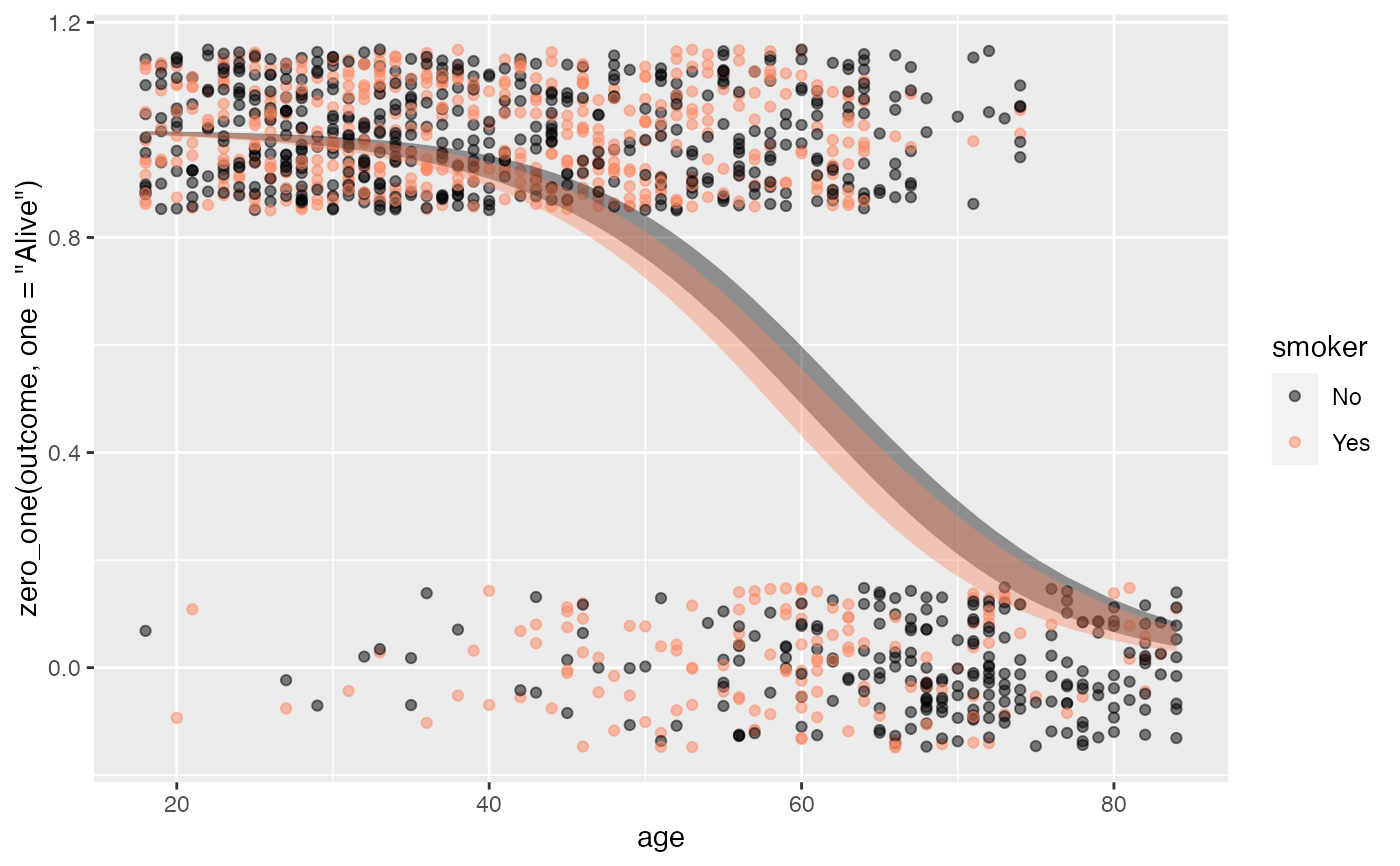 zero_one(outcome, one = "Alive")
1.2
0.8
0.4
0.0
20 40 60 80
age
smoker
No
Yes